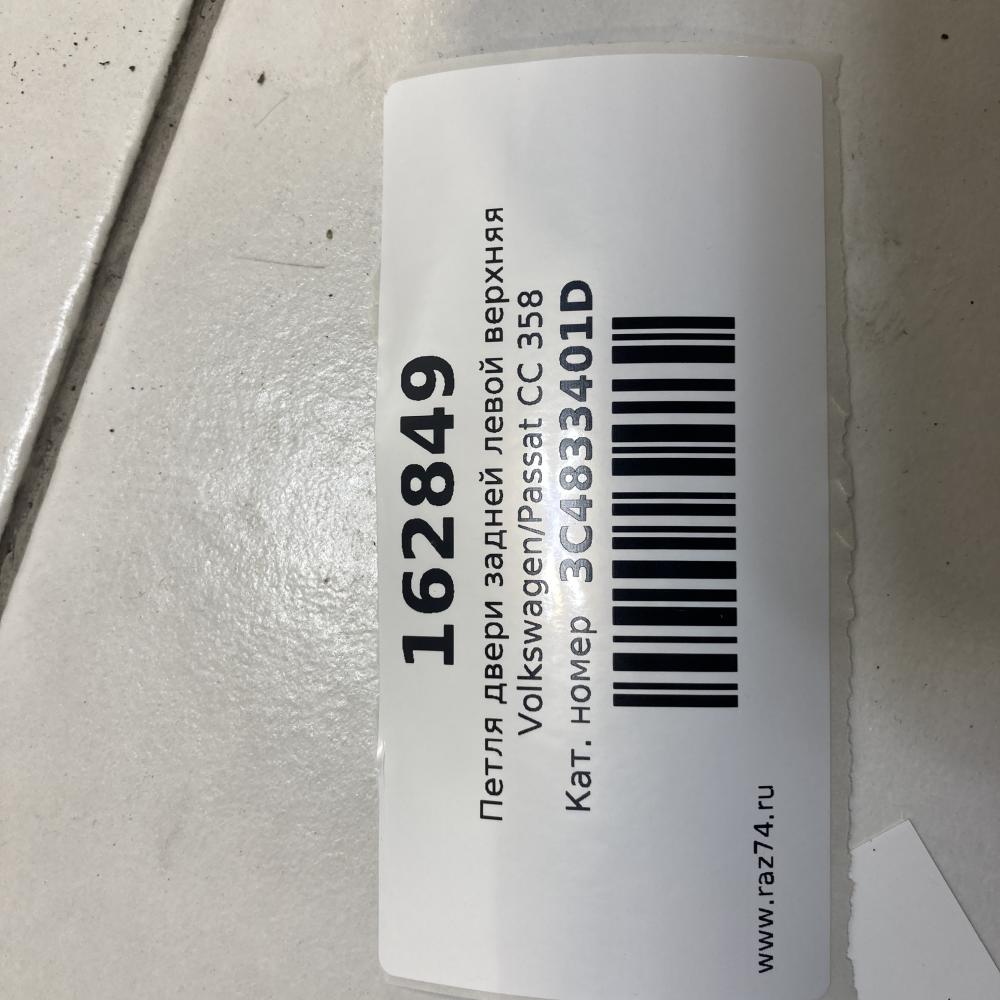 162849
Петля двери задней левой верхняя
Volkswagen/Passat CC 358
Кат. номер 3C4833401D
www.raz74.ru